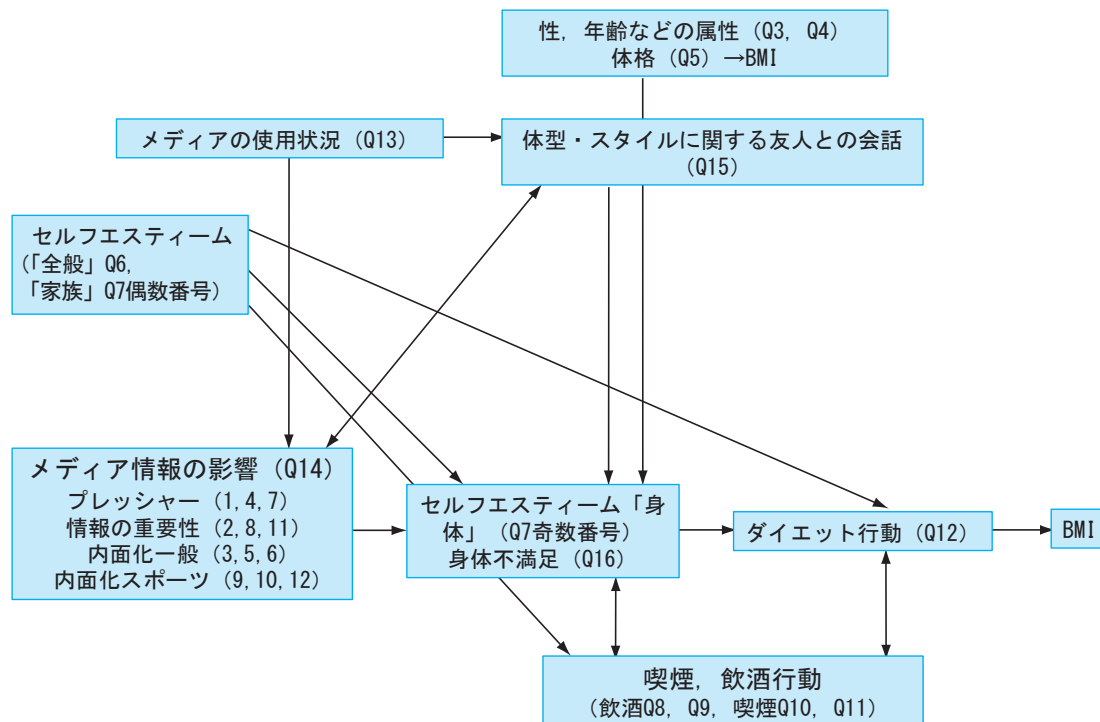 性，年齢などの属性（Q3，Q4）
体格（Q5）→BMI
メディアの使用状況（Q13）
体型・スタイルに関する友人との会話
（Q15）
セルフエスティーム
（「全般」Q6，
「家族」Q7偶数番号）
メディア情報の影響（Q14）
プレッシャー（1,4,7）
情報の重要性（2,8,11）
内面化一般（3,5,6）
内面化スポーツ（9,10,12）
セルフエスティーム「身
体」（Q7奇数番号）
身体不満足（Q16）
ダイエット行動（Q12）
BMI
喫煙，飲酒行動
（飲酒Q8，Q9，喫煙Q10，Q11）